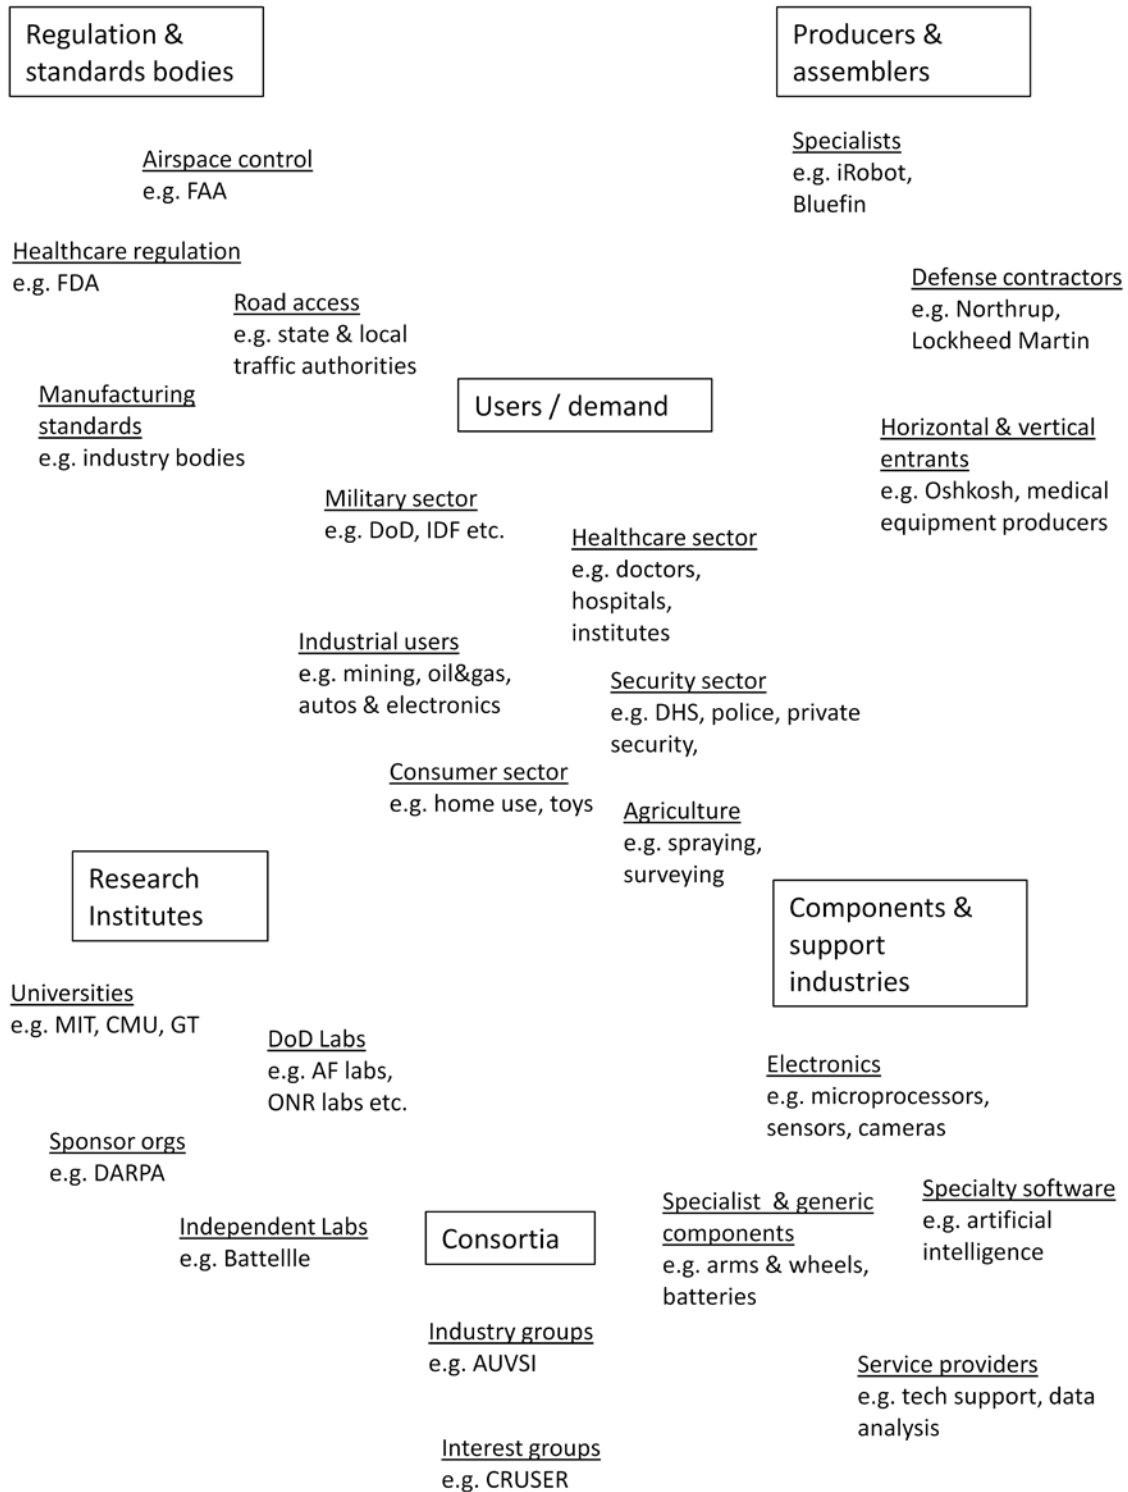 Regulation &
standards bodies
Airspace control
e.g. FAA
Healthcare regulation
e.g. FDA
Road access
e.g. state & local
traffic authorities
Manufacturing
standards
e.g. industry bodies
Producers &
assemblers
Specialists
e.g. iRobot,
Bluefin
Defense contractors
e.g. Northrup,
Lockheed Martin
Horizontal & vertical
entrants
e.g. Oshkosh, medical
equipment producers
Users / demand
Military sector
e.g. DoD, IDF etc.
Healthcare sector
e.g. doctors,
hospitals,
institutes
Industrial users
e.g. mining, oil&gas,
autos & electronics
Security sector
e.g. DHS, police, private
security,
Consumer sector
e.g. home use, toys
Agriculture
e.g. spraying,
surveying
Research
Institutes
Universities
e.g. MIT, CMU, GT
DoD Labs
e.g. AF labs,
ONR labs etc.
Sponsor orgs
e.g. DARPA
Independent Labs
e.g. Battellle
Components &
support
industries
Electronics
e.g. microprocessors,
sensors, cameras
Specialist & generic
components
e.g. arms & wheels,
batteries
Specialty software
e.g. artificial
intelligence
Service providers
e.g. tech support, data
analysis
Consortia
Industry groups
e.g. AUVSI
Interest groups
e.g. CRUSER